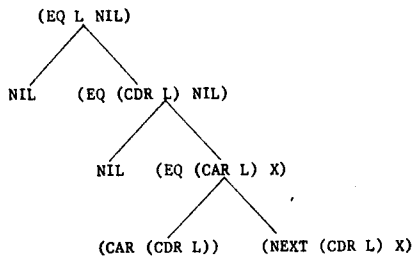 (EQ L NIL)
NIL (EQ (CDR L) NIL)
NIL (EQ (CAR L) X)
(CAR (CDR L)) (NEXT (CDR L) X)